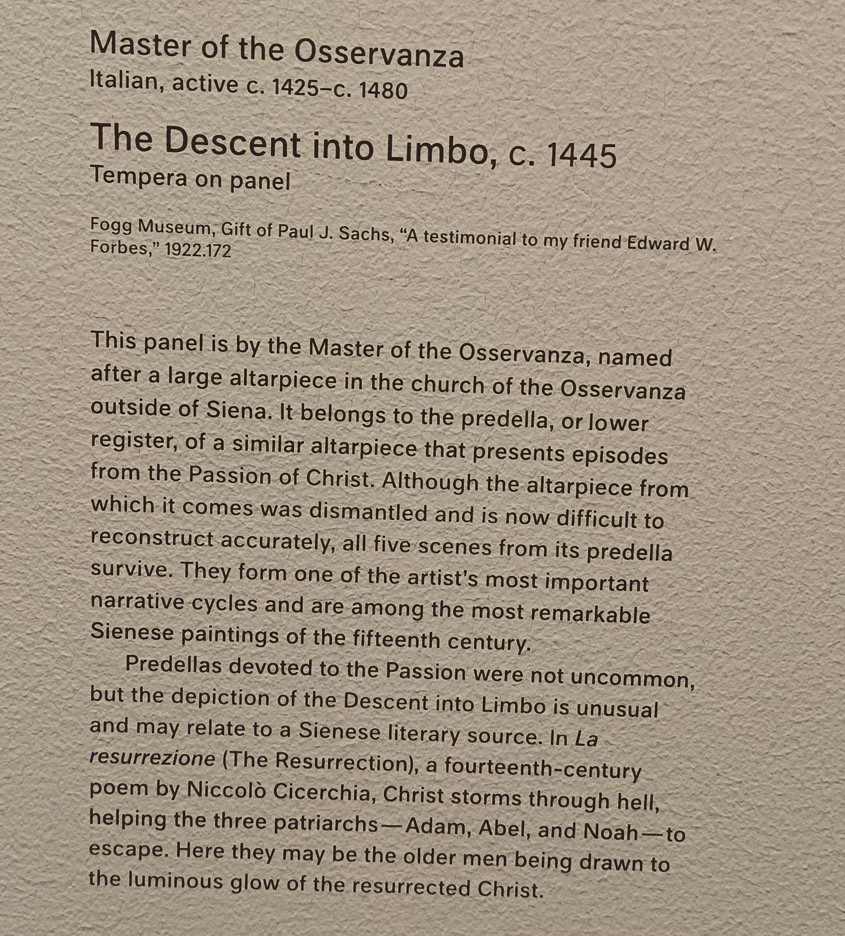 Master of the Osservanza
Italian, active c. 1425–c. 1480
The Descent into Limbo, c. 1445
Tempera on panel
Fogg Museum, Gift of Paul J. Sachs, “A testimonial to my friend Edward W.
Forbes,” 1922.172
This panel is by the Master of the Osservanza, named
after a large altarpiece in the church of the Osservanza
outside of Siena. It belongs to the predella, or lower
register, of a similar altarpiece that presents episodes
from the Passion of Christ. Although the altarpiece from
which it comes was dismantled and is now difficult to
reconstruct accurately, all five scenes from its predella
survive. They form one of the artist’s most important
narrative cycles and are among the most remarkable
Sienese paintings of the fifteenth century.
Predellas devoted to the Passion were not uncommon,
but the depiction of the Descent into Limbo is unusual
and may relate to a Sienese literary source. In La
resurrezione (The Resurrection), a fourteenth-century
poem by Niccolò Cicerchia, Christ storms through hell,
helping the three patriarchs—Adam, Abel, and Noah—to
escape. Here they may be the older men being drawn to
the luminous glow of the resurrected Christ.